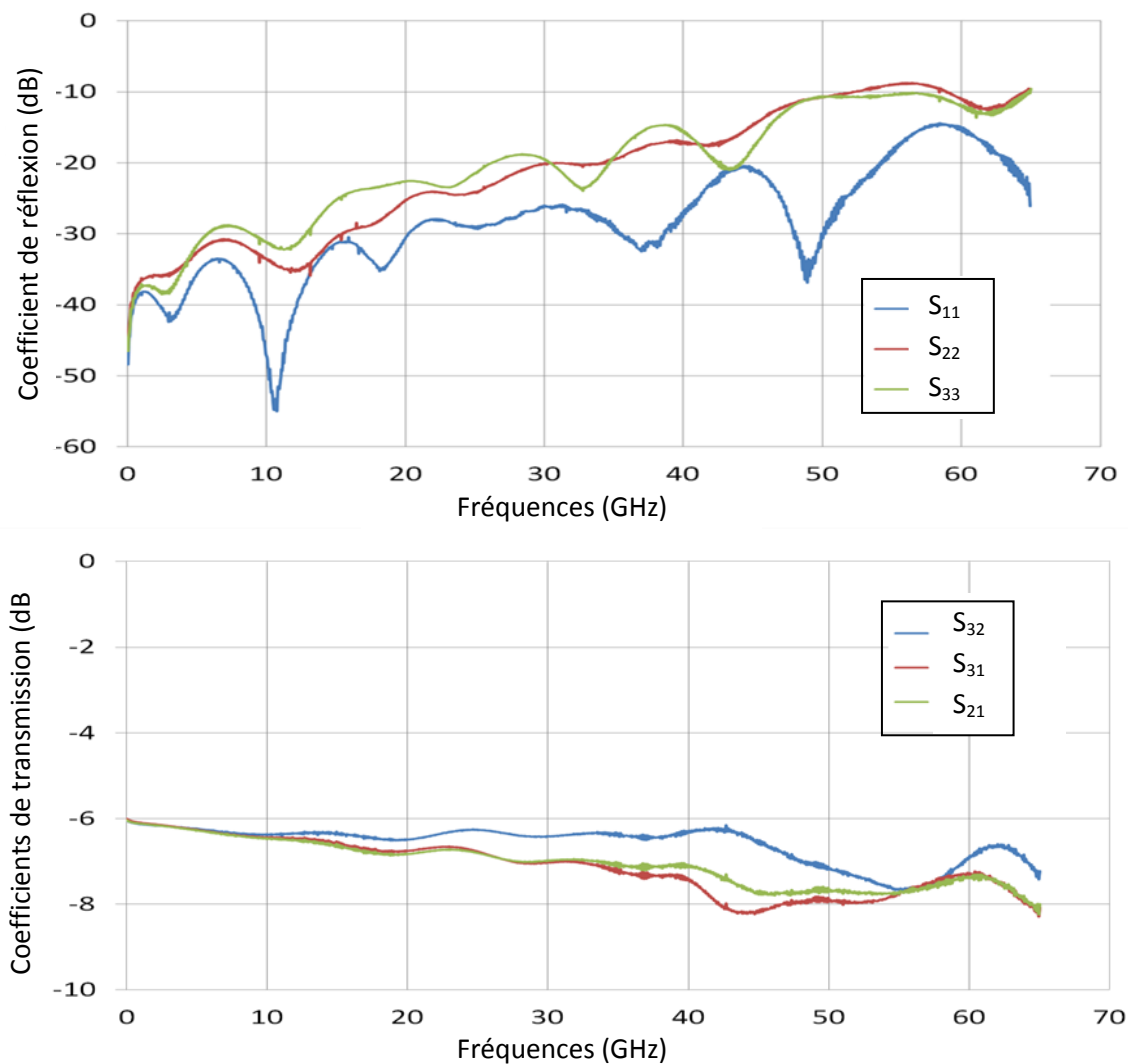 Coefficient de réflexion (dB)
0
-10
-20
-30
-40
-50
-60
S11
S22
S33
0 10 20 30 40 50 60 70
Fréquences (GHz)
Coefficients de transmission (dB
0
-2
-4
-6
-8
-10
S32
S31
S21
0 10 20 30 40 50 60 70
Fréquences (GHz)